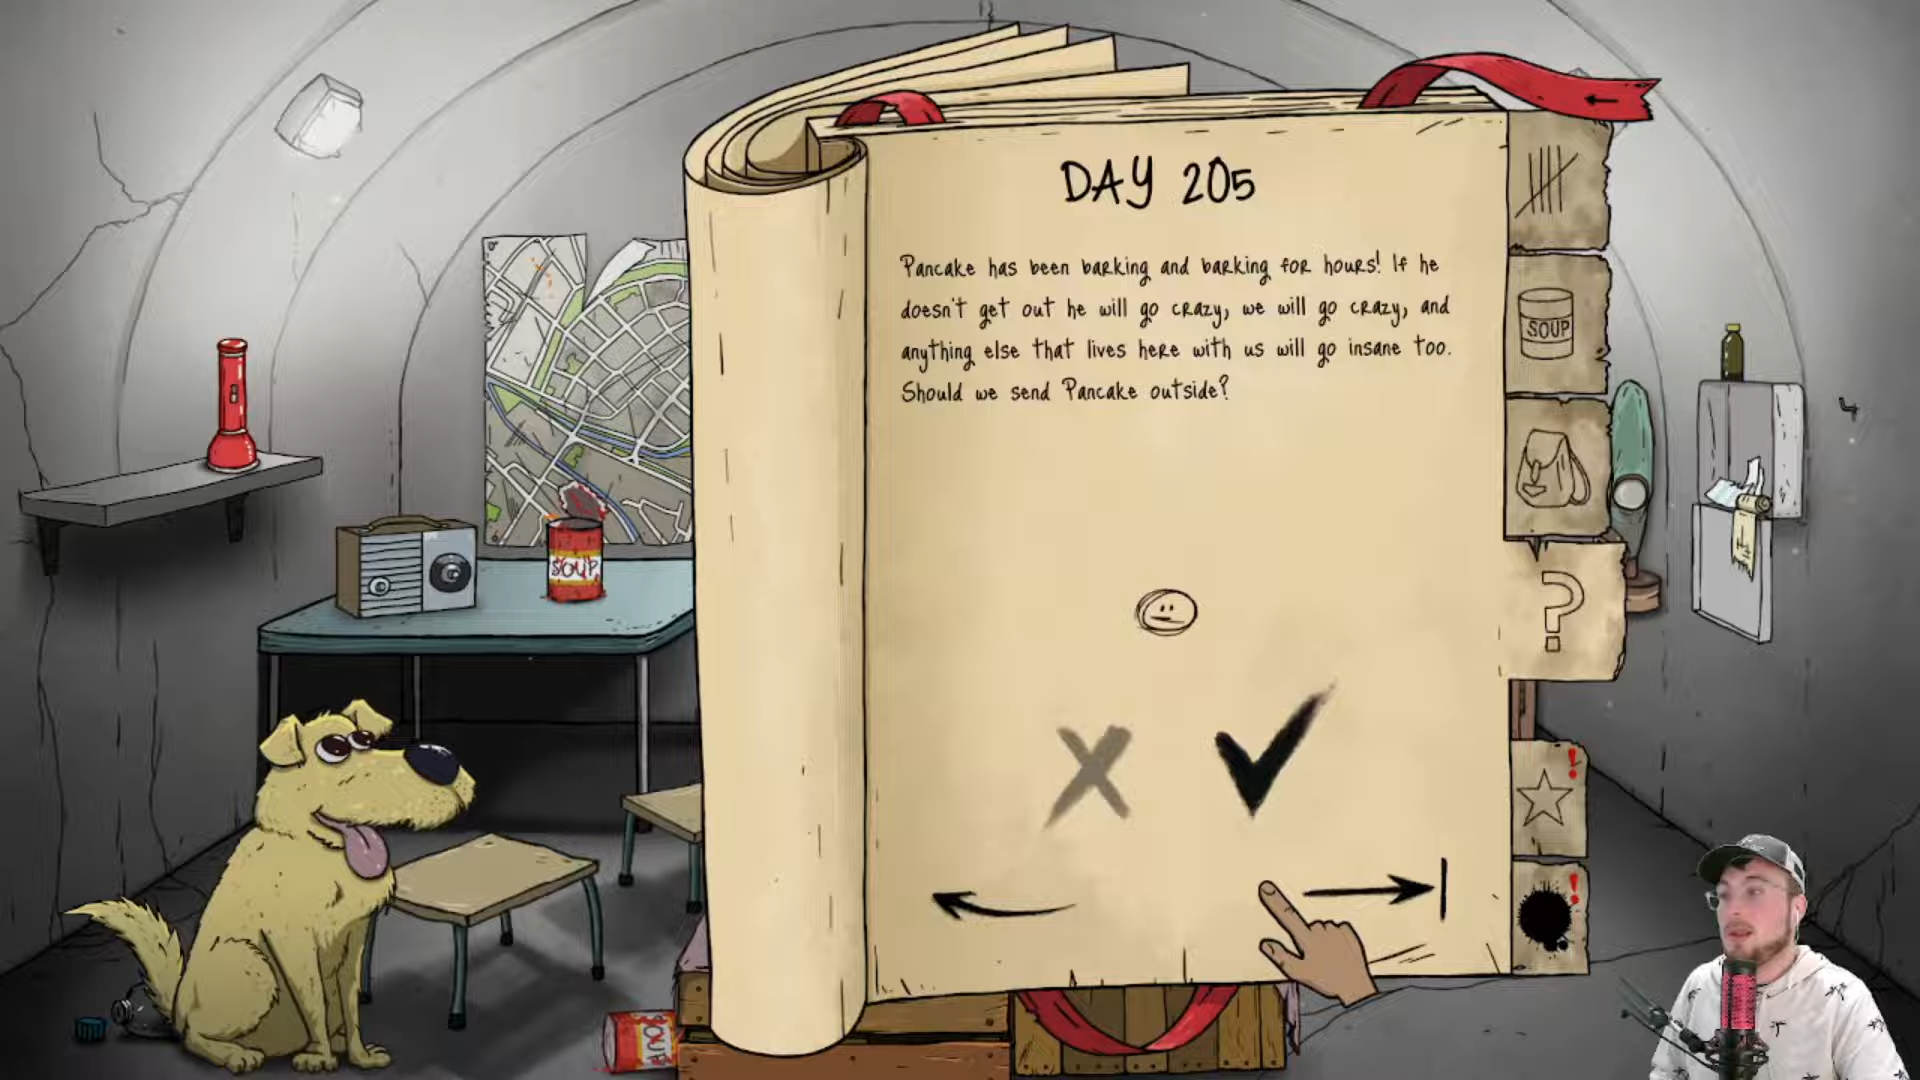 DAY 205
Pancake has been barking and barking for hours! If he
doesn't get out he will go crazy, we will go crazy, and
anything else that lives here with us will go insane too.
Should we send Pancake outside?
SOUP
SOUP
SOUP